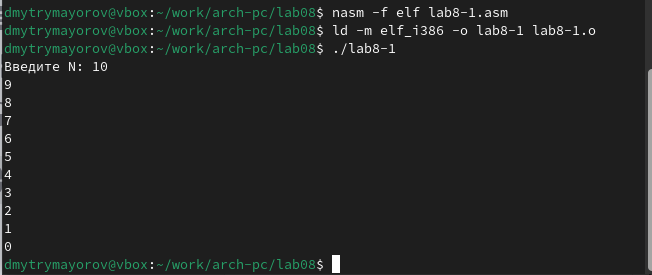 dmytrymayorov@vbox:~/work/arch-pc/lab08$ nasm -f elf lab8-1.asm
dmytrymayorov@vbox:~/work/arch-pc/lab08$ ld -m elf_i386 -o lab8-1 lab8-1.o
dmytrymayorov@vbox:~/work/arch-pc/lab08$ ./lab8-1
Введите N: 10
9
8
7
6
5
4
3
2
1
0
dmytrymayorov@vbox:~/work/arch-pc/lab08$